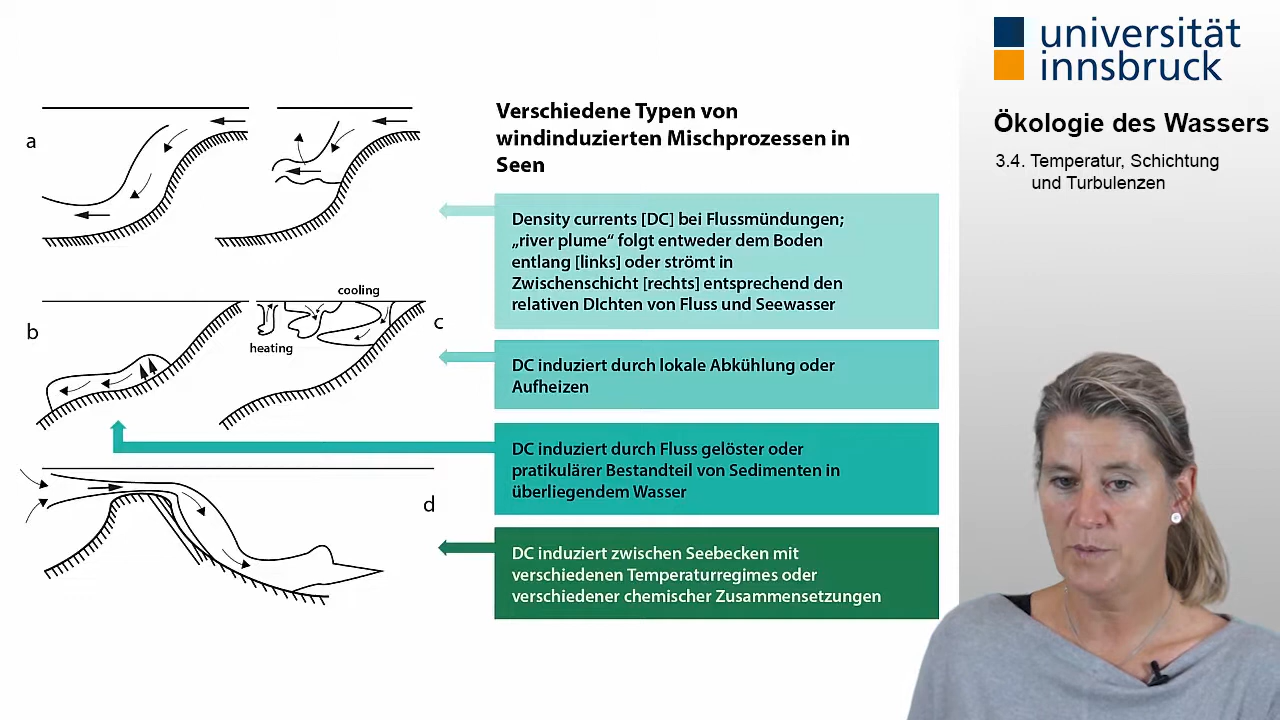 universität
innsbruck
Ökologie des Wassers
3.4. Temperatur, Schichtung
und Turbulenzen
Verschiedene Typen von
windinduzierten Mischprozessen in
Seen
a
Density currents [DC] bei Flussmündungen;
„river plume“ folgt entweder dem Boden
entlang [links] oder strömt in
Zwischenschicht [rechts] entsprechend den
relativen DIchten von Fluss und Seewasser
b
cooling
heating
c
DC induziert durch lokale Abkühlung oder
Aufheizen
DC induziert durch Fluss gelöster oder
pratikulärer Bestandteil von Sedimenten in
überliegendem Wasser
d
DC induziert zwischen Seebecken mit
verschiedenen Temperaturregimes oder
verschiedener chemischer Zusammensetzungen